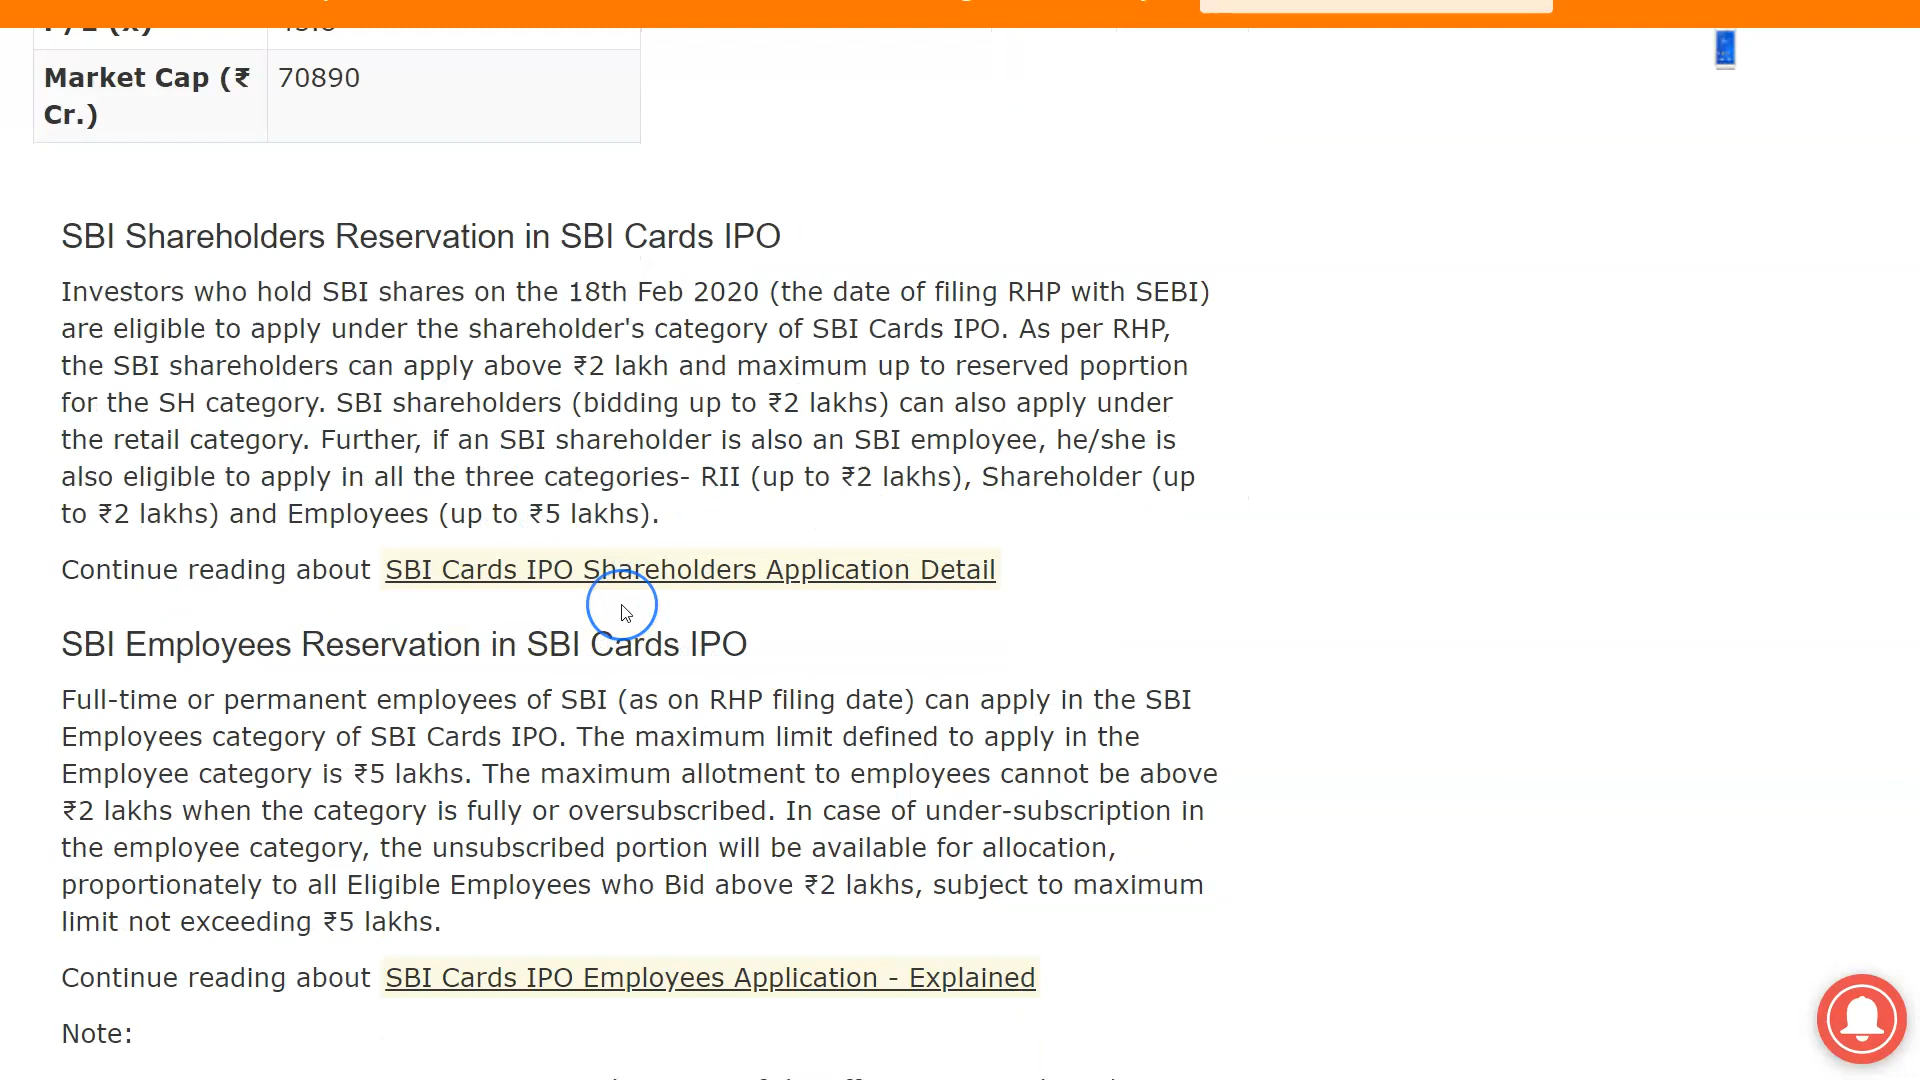 Market Cap (₹ 70890
Cr.)
SBI Shareholders Reservation in SBI Cards IPO
Investors who hold SBI shares on the 18th Feb 2020 (the date of filing RHP with SEBI)
are eligible to apply under the shareholder's category of SBI Cards IPO. As per RHP,
the SBI shareholders can apply above ₹2 lakh and maximum up to reserved poprtion
for the SH category. SBI shareholders (bidding up to ₹2 lakhs) can also apply under
the retail category. Further, if an SBI shareholder is also an SBI employee, he/she is
also eligible to apply in all the three categories- RII (up to ₹2 lakhs), Shareholder (up
to ₹2 lakhs) and Employees (up to ₹5 lakhs).
Continue reading about SBI Cards IPO Shareholders Application Detail
SBI Employees Reservation in SBI Cards IPO
Full-time or permanent employees of SBI (as on RHP filing date) can apply in the SBI
Employees category of SBI Cards IPO. The maximum limit defined to apply in the
Employee category is ₹5 lakhs. The maximum allotment to employees cannot be above
₹2 lakhs when the category is fully or oversubscribed. In case of under-subscription in
the employee category, the unsubscribed portion will be available for allocation,
proportionately to all Eligible Employees who Bid above ₹2 lakhs, subject to maximum
limit not exceeding ₹5 lakhs.
Continue reading about SBI Cards IPO Employees Application - Explained
Note: